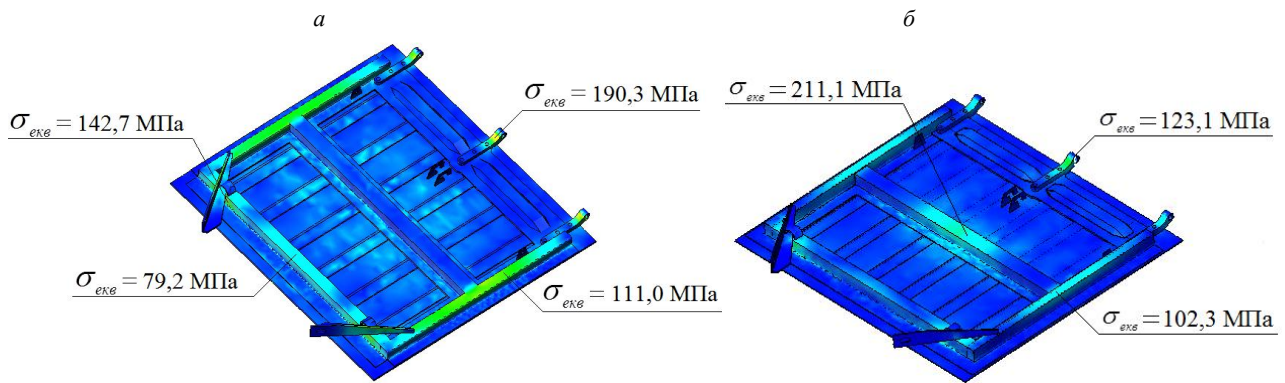 а
б
σекв = 190,3 МПа
σекв = 142,7 МПа
σекв = 79,2 МПа
σекв = 111,0 МПа
σекв = 211,1 МПа
σекв = 123,1 МПа
σекв = 102,3 МПа